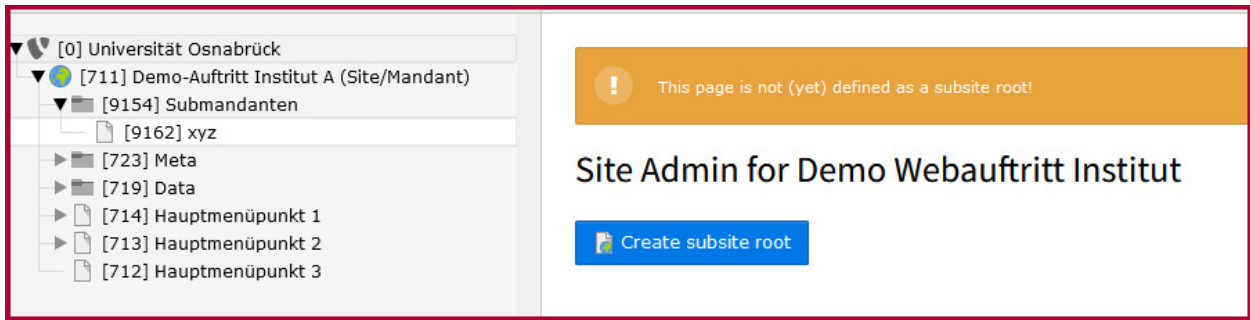 [0] Universität Osnabrück
[711] Demo-Auftritt Institut A (Site/Mandant)
[9154] Submandanten
[9162] xyz
[723] Meta
[719] Data
[714] Hauptmenüpunkt 1
[713] Hauptmenüpunkt 2
[712] Hauptmenüpunkt 3
This page is not (yet) defined as a subsite root!
Site Admin for Demo Webauftritt Institut
Create subsite root